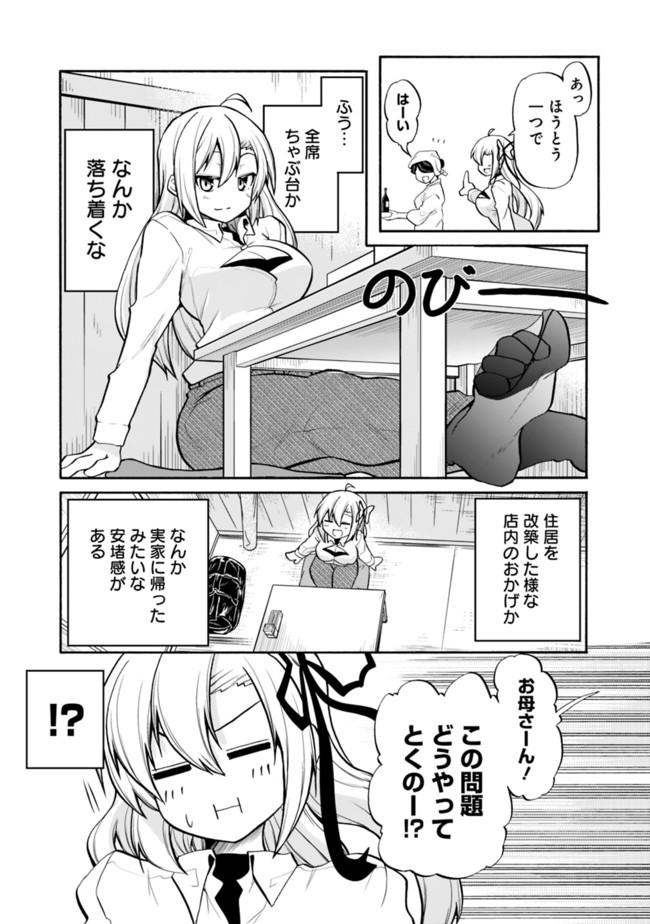 あっ
ほうとう
一つで
はーい
ふぅ…
全席
ちゃぶ台か
なんか
落ち着くな
のびーー
住居を
改築した様な
店内のおかげか
なんか
実家に帰った
みたいな
安堵感が
ある
お母さーん！
この問題
どうやって
とくのー!?
!?